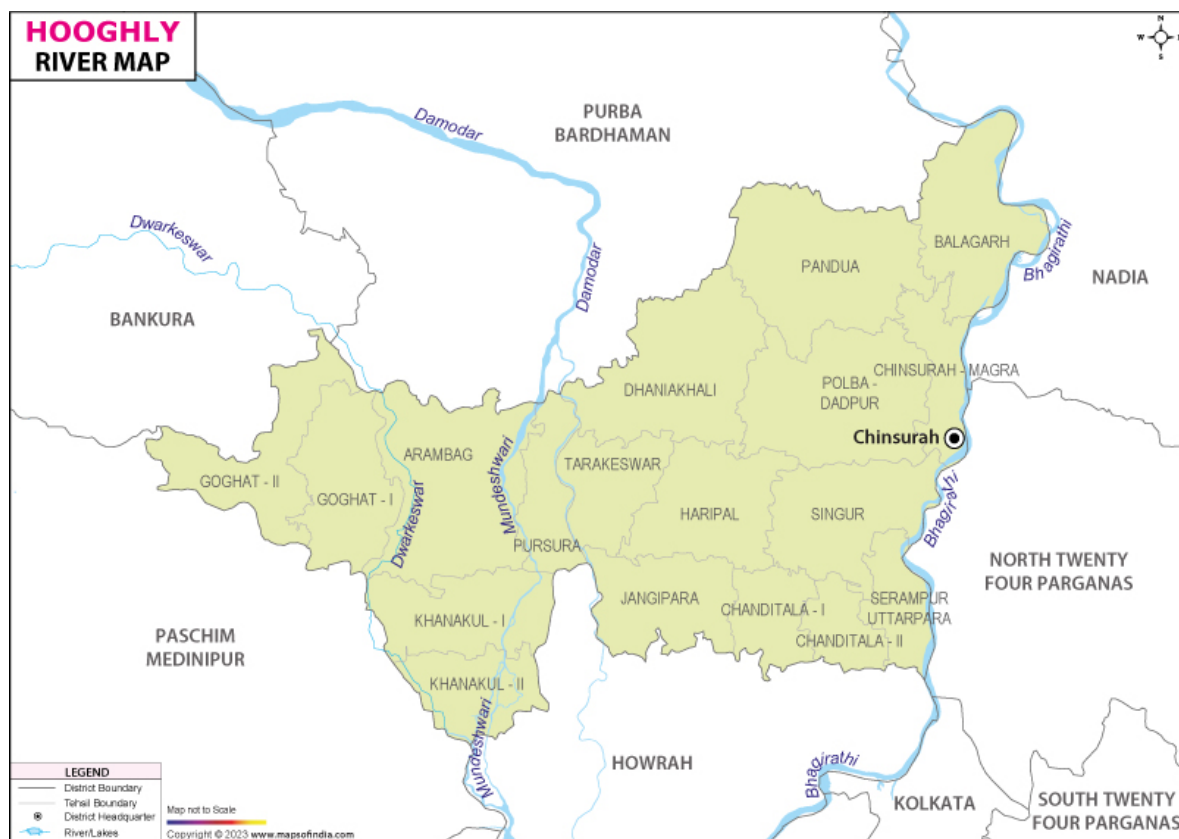 HOOGHLY
RIVER MAP
N
W
S
PURBA
BARDHAMAN
Damodar
Dwarkeswar
Damodar
BALAGARH
PANDUA
Bhagirathi
NADIA
BANKURA
CHINSURAH - MAGRA
DHANIAKHALI
POLBA -
DADPUR
Chinsurah
ARAMBAG
Mundeshwari
TARAKESWAR
GOGHAT - II
GOGHAT - I
Dwarkeswar
HARIPAL
SINGUR
Bhagirathi
PURSURA
NORTH TWENTY
FOUR PARGANAS
JANGIPARA
CHANDITALA - I
SERAMPUR
UTTARPARA
KHANAKUL - I
CHANDITALA - II
PASCHIM
MEDINIPUR
KHANAKUL - II
Mundeshwari
HOWRAH
Bhagirathi
KOLKATA
SOUTH TWENTY
FOUR PARGANAS
LEGEND
District Boundary
Tehsil Boundary
District Headquarter
River/Lakes
Map not to Scale
Copyright © 2023 www.mapsofindia.com